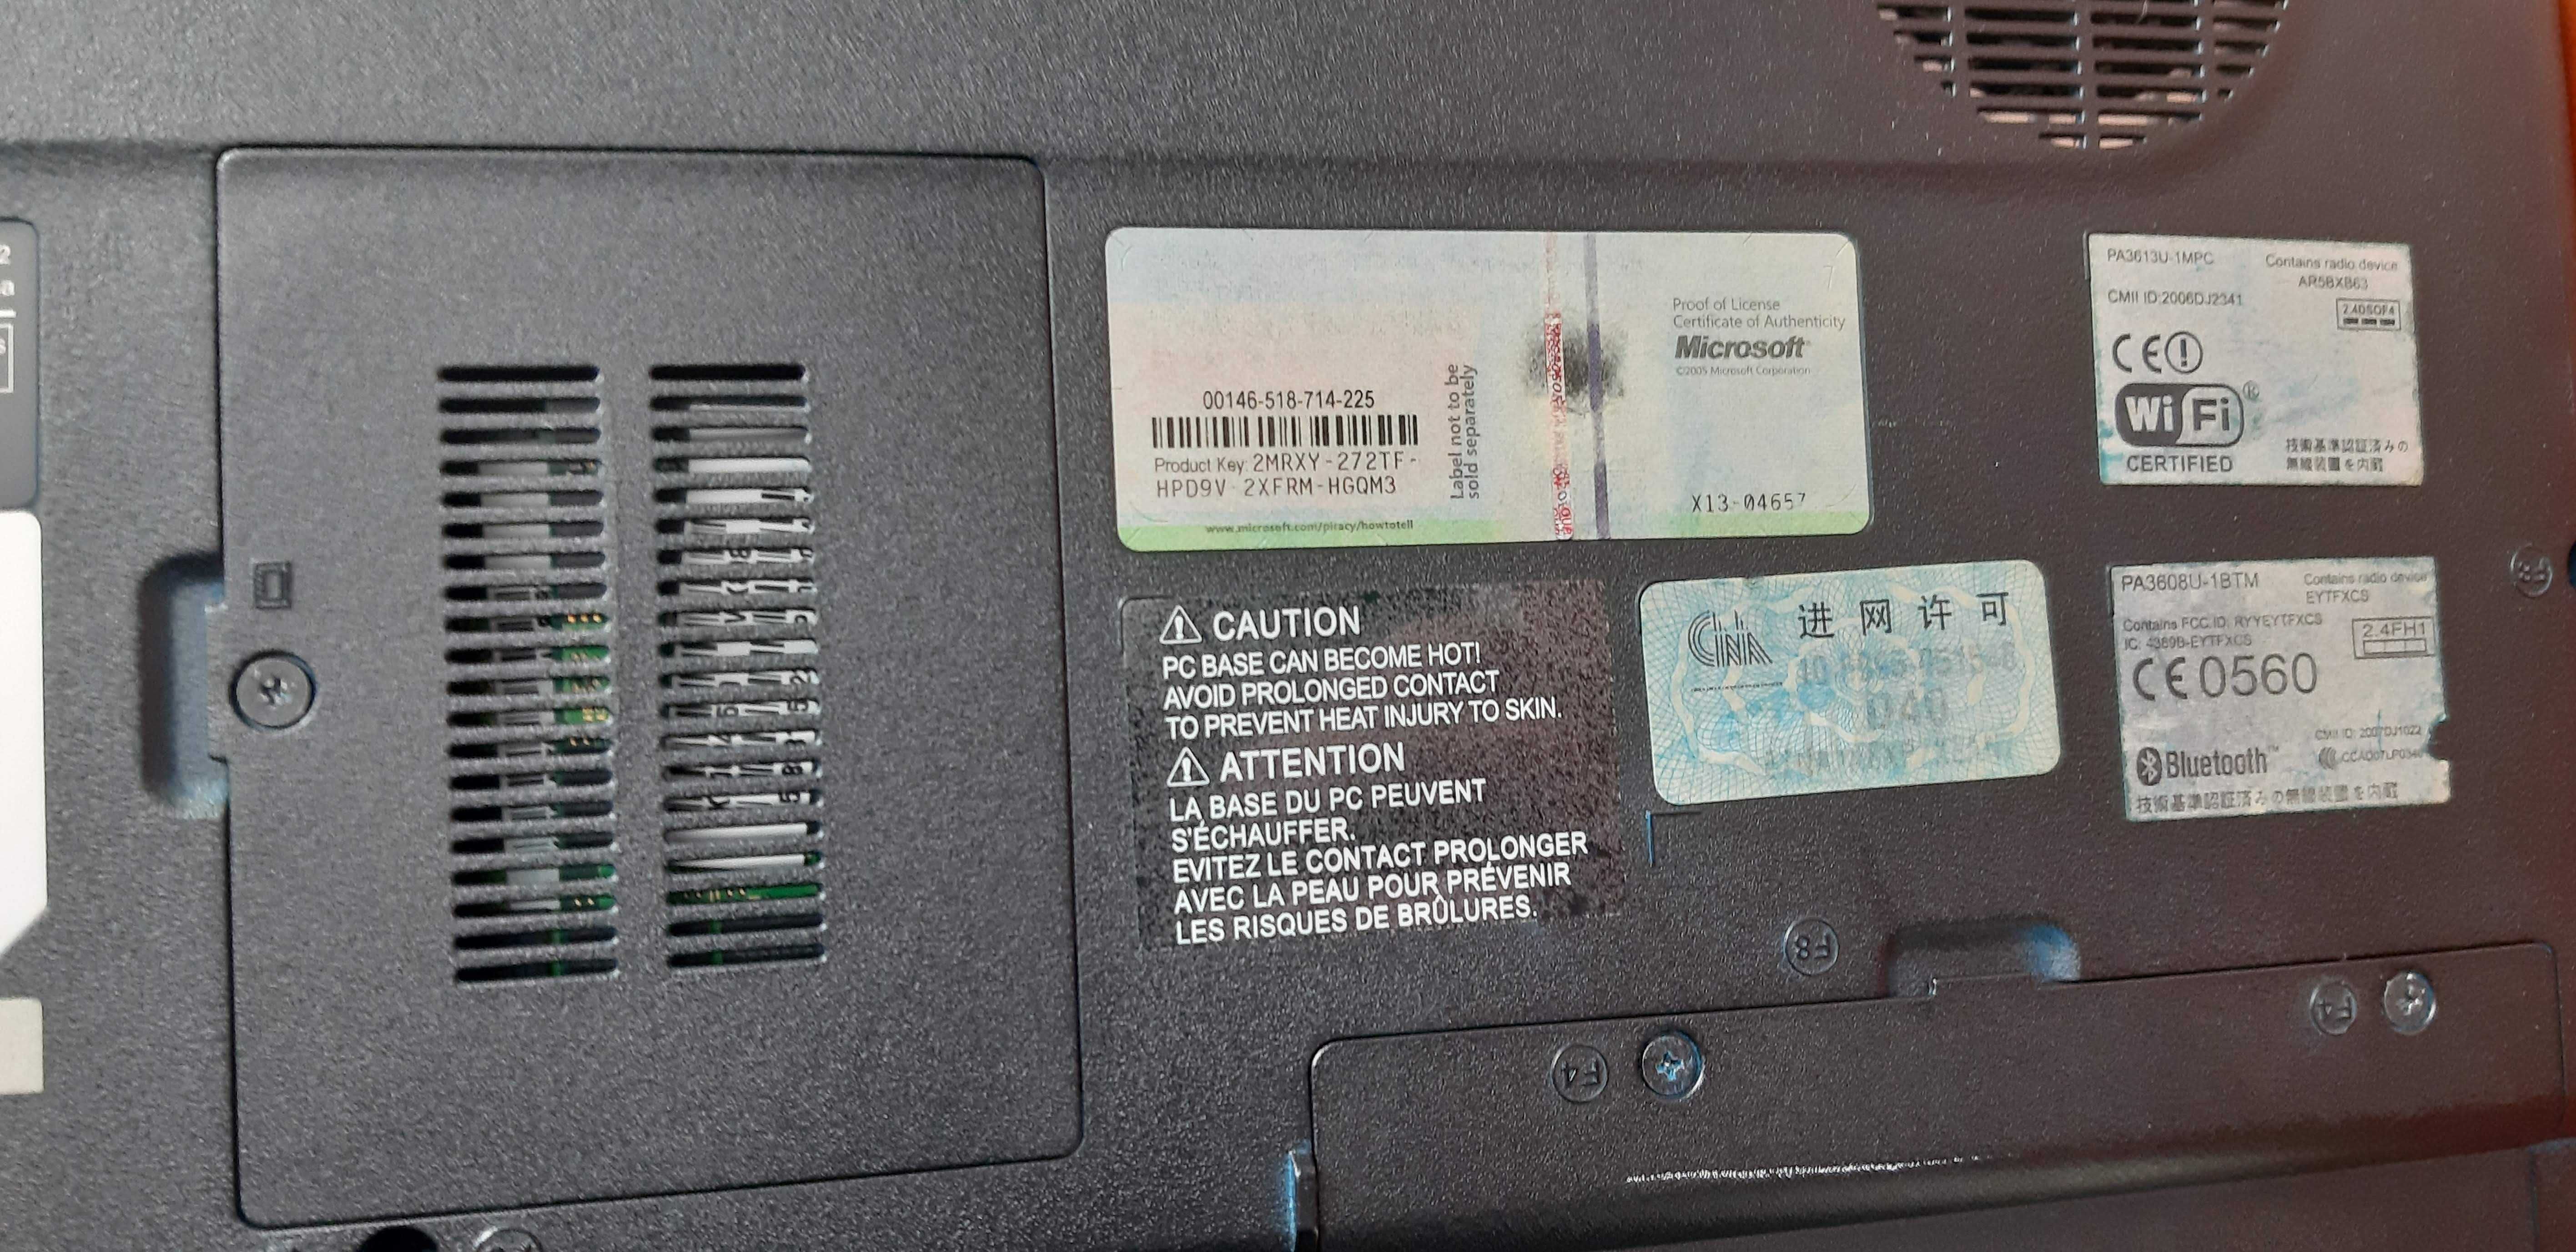 00146-518-714-225
Product Key: 2MRXY-272TF-
HPD9V-2XFRM-HGQM3
www.microsoft.com/piracy/howtotell
Label not to be
sold separately
Proof of License
Certificate of Authenticity
Microsoft
©2005 Microsoft Corporation
X13-04657
PA3613U-1MPC
Contains radio device
AR5BXB63
CMII ID:2006DJ2341
2.4DSOF4
CE
Wi Fi ®
CERTIFIED
技術基準認証済みの
無線装置を内蔵
CAUTION
PC BASE CAN BECOME HOT!
AVOID PROLONGED CONTACT
TO PREVENT HEAT INJURY TO SKIN.
ATTENTION
LA BASE DU PC PEUVENT
S'ÉCHAUFFER.
EVITEZ LE CONTACT PROLONGER
AVEC LA PEAU POUR PRÉVENIR
LES RISQUES DE BRÛLURES.
进网许可
PA3608U-1BTM
Contains radio device
EYTFXCS
Contains FCC ID: RYYEYTFXCS
IC: 4389B-EYTFXCS
2.4FH1
CE0560
CMII ID: 2007DJ1022
Bluetooth™
技術基準認証済みの無線装置を内蔵
F8
F8
F4
F4